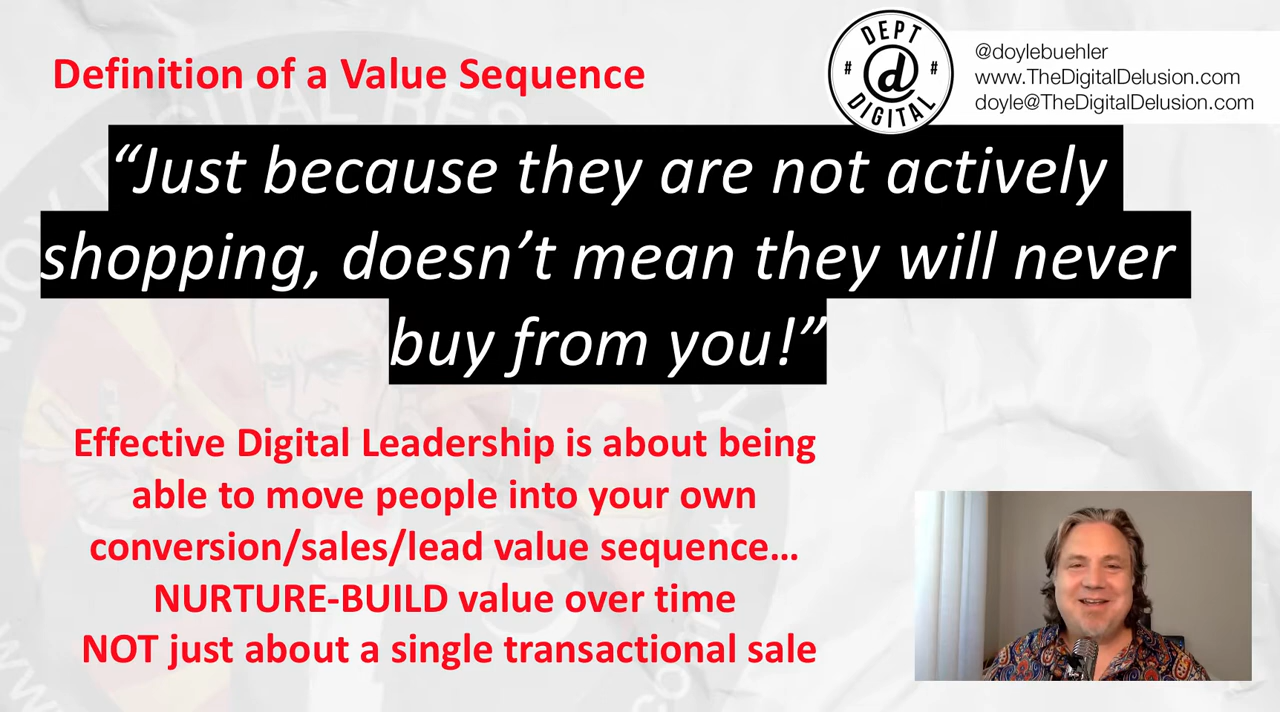 Definition of a Value Sequence
DEPT
# d #
DIGITAL
@doylebuehler
www.TheDigitalDelusion.com
doyle@TheDigitalDelusion.com
“Just because they are not actively
shopping, doesn’t mean they will never
buy from you!”
Effective Digital Leadership is about being
able to move people into your own
conversion/sales/lead value sequence...
NURTURE-BUILD value over time
NOT just about a single transactional sale